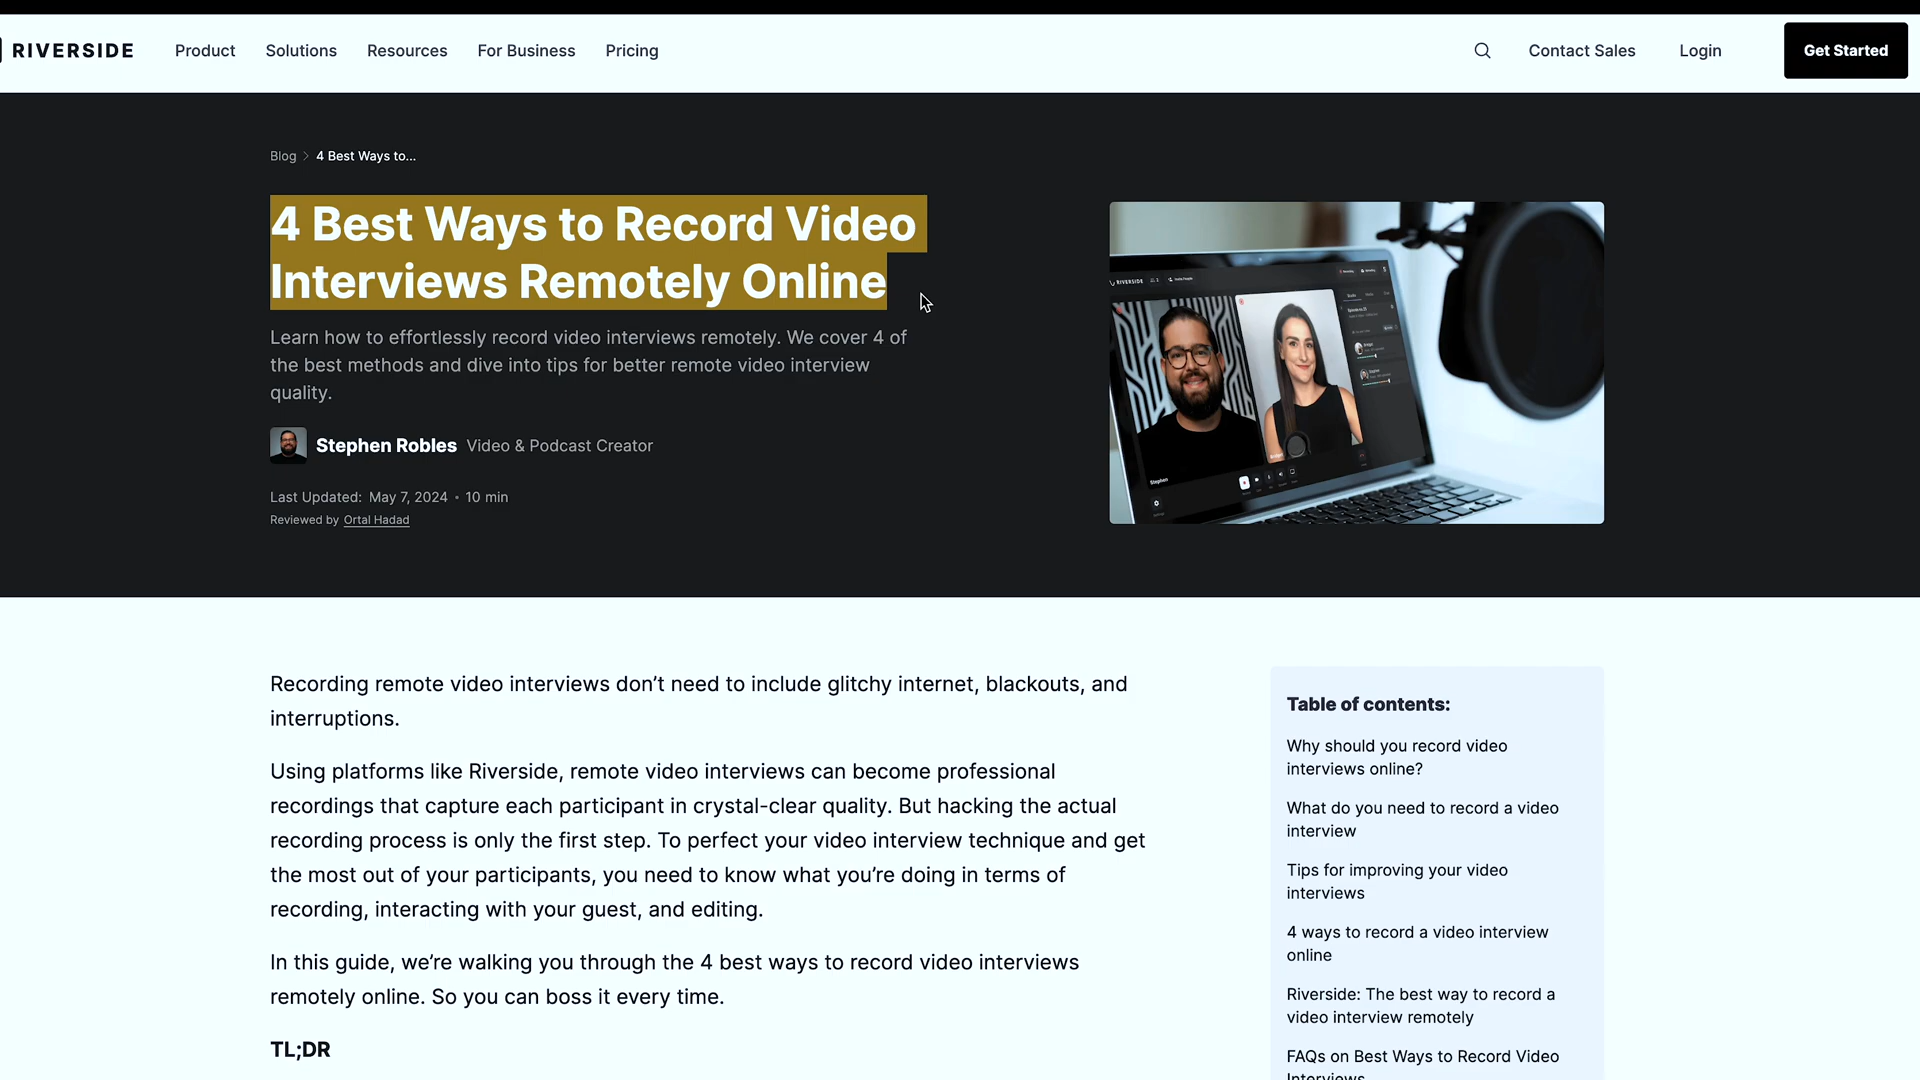 RIVERSIDE
Product
Solutions
Resources
For Business
Pricing
Contact Sales
Login
Get Started
Blog
4 Best Ways to...
4 Best Ways to Record Video
Interviews Remotely Online
Learn how to effortlessly record video interviews remotely. We cover 4 of
the best methods and dive into tips for better remote video interview
quality.
Stephen Robles Video & Podcast Creator
Last Updated: May 7, 2024 • 10 min
Reviewed by Ortal Hadad
RIVERSIDE
Stephen
Recording remote video interviews don’t need to include glitchy internet, blackouts, and
interruptions.
Using platforms like Riverside, remote video interviews can become professional
recordings that capture each participant in crystal-clear quality. But hacking the actual
recording process is only the first step. To perfect your video interview technique and get
the most out of your participants, you need to know what you’re doing in terms of
recording, interacting with your guest, and editing.
In this guide, we’re walking you through the 4 best ways to record video interviews
remotely online. So you can boss it every time.
TL;DR
Table of contents:
Why should you record video
interviews online?
What do you need to record a video
interview
Tips for improving your video
interviews
4 ways to record a video interview
online
Riverside: The best way to record a
video interview remotely
FAQs on Best Ways to Record Video
Interviews